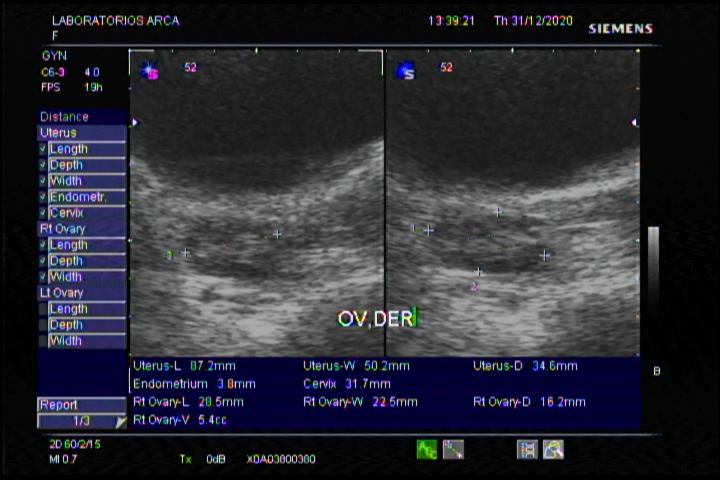 LABORATORIOS ARCA
F
13:39:21 Th 31/12/2020 SIEMENS
GYN
C6-3 4.0
FPS 19h
52
52
S
S
Distance
Uterus
Length
Depth
Width
Endometr.
Cervix
Rt Ovary
Length
Depth
Width
Lt Ovary
Length
Depth
Width
1
2
OV,DER
Uterus-L 87.2mm Uterus-W 50.2mm Uterus-D 34.6mm
Endometrium 3.8mm Cervix 31.7mm
Rt Ovary-L 28.5mm Rt Ovary-W 22.5mm Rt Ovary-D 16.2mm
Rt Ovary-V 5.4cc
B
Report
1/3
2D 60/2/15
MI 0.7 Tx 0dB